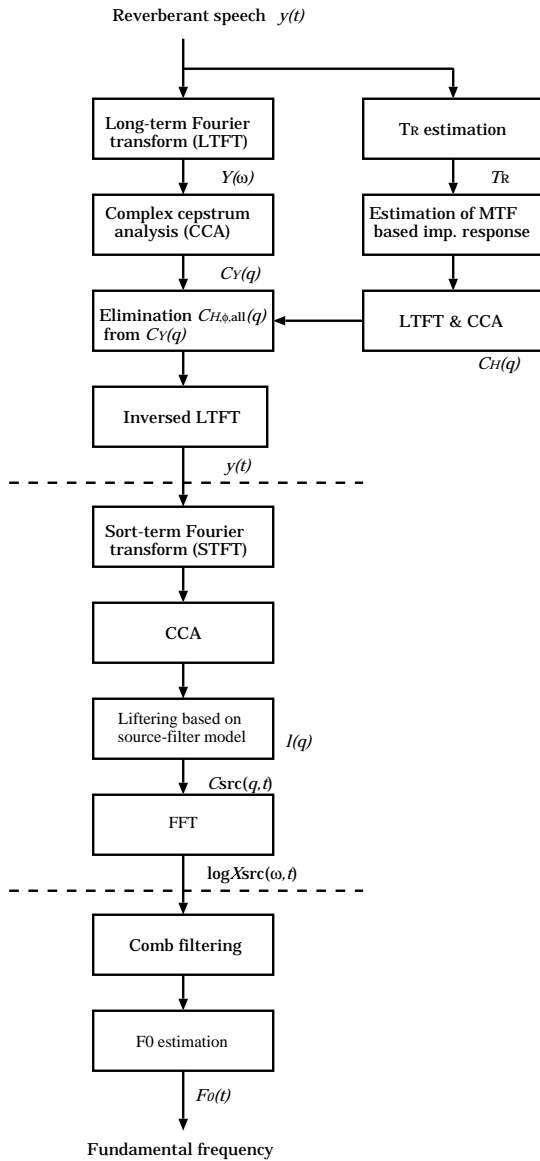 Reverberant speech y(t)
Long-term Fourier
transform (LTFT)
TR estimation
Y(ω)
TR
Complex cepstrum
analysis (CCA)
Estimation of MTF
based imp. response
CY(q)
Elimination CH,ϕ,all(q)
from CY(q)
LTFT & CCA
CH(q)
Inversed LTFT
y(t)
Sort-term Fourier
transform (STFT)
CCA
Liftering based on
source-filter model
l(q)
Csrc(q,t)
FFT
logXsrc(ω,t)
Comb filtering
F0 estimation
F0(t)
Fundamental frequency